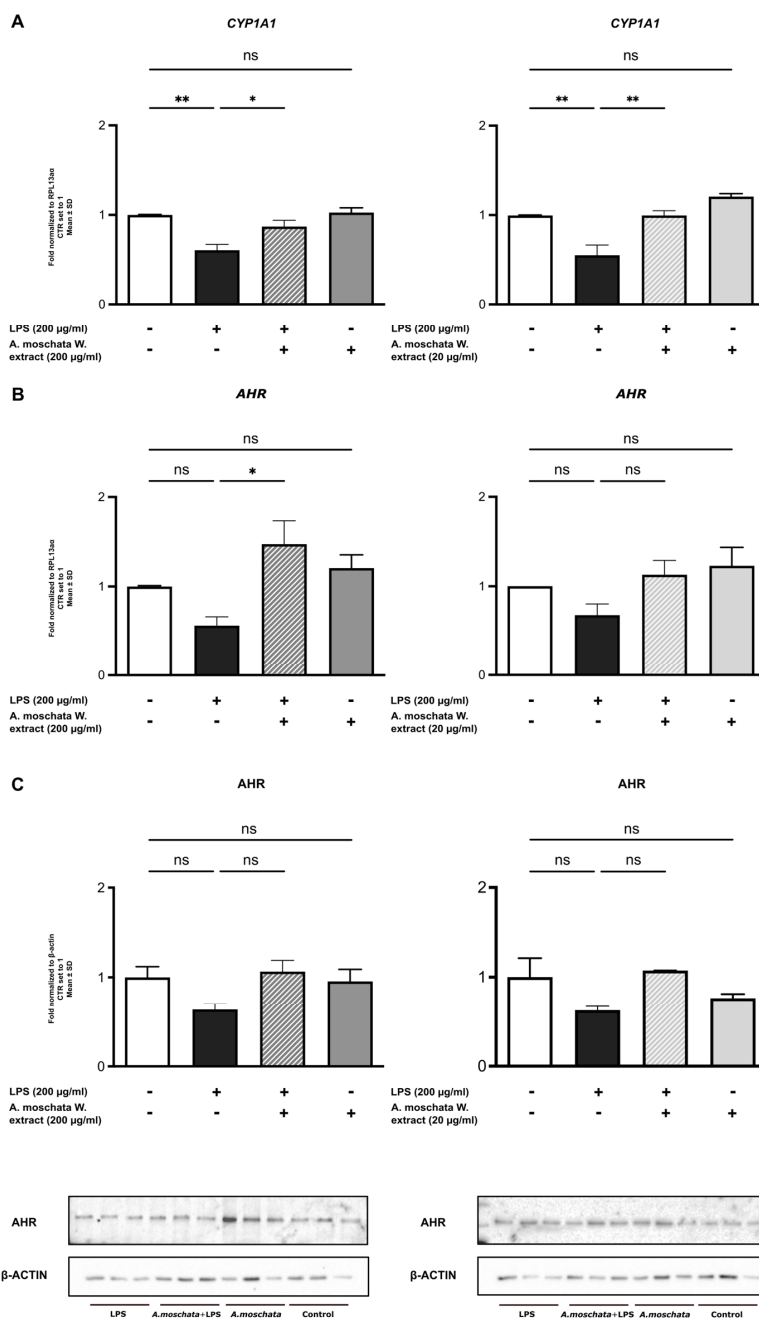 A
CYP1A1
CYP1A1
ns
ns
** *
** **
2
1
0
Fold normalized to RPL13aα
CTR set to 1
Mean ± SD
2
1
0
LPS (200 µg/ml) - + + -
A. moschata W.
extract (200 µg/ml) - - + +
LPS (200 µg/ml) - + + -
A. moschata W.
extract (20 µg/ml) - - + +
B
AHR
AHR
ns
ns
ns *
ns ns
2
1
0
Fold normalized to RPL13aα
CTR set to 1
Mean ± SD
2
1
0
LPS (200 µg/ml) - + + -
A. moschata W.
extract (200 µg/ml) - - + +
LPS (200 µg/ml) - + + -
A. moschata W.
extract (20 µg/ml) - - + +
C
AHR
AHR
ns
ns
ns ns
ns ns
2
1
0
Fold normalized to β-actin
CTR set to 1
Mean ± SD
2
1
0
LPS (200 µg/ml) - + + -
A. moschata W.
extract (200 µg/ml) - - + +
LPS (200 µg/ml) - + + -
A. moschata W.
extract (20 µg/ml) - - + +
AHR
AHR
β-ACTIN
β-ACTIN
LPS A.moschata+LPS A.moschata Control
LPS A.moschata+LPS A.moschata Control